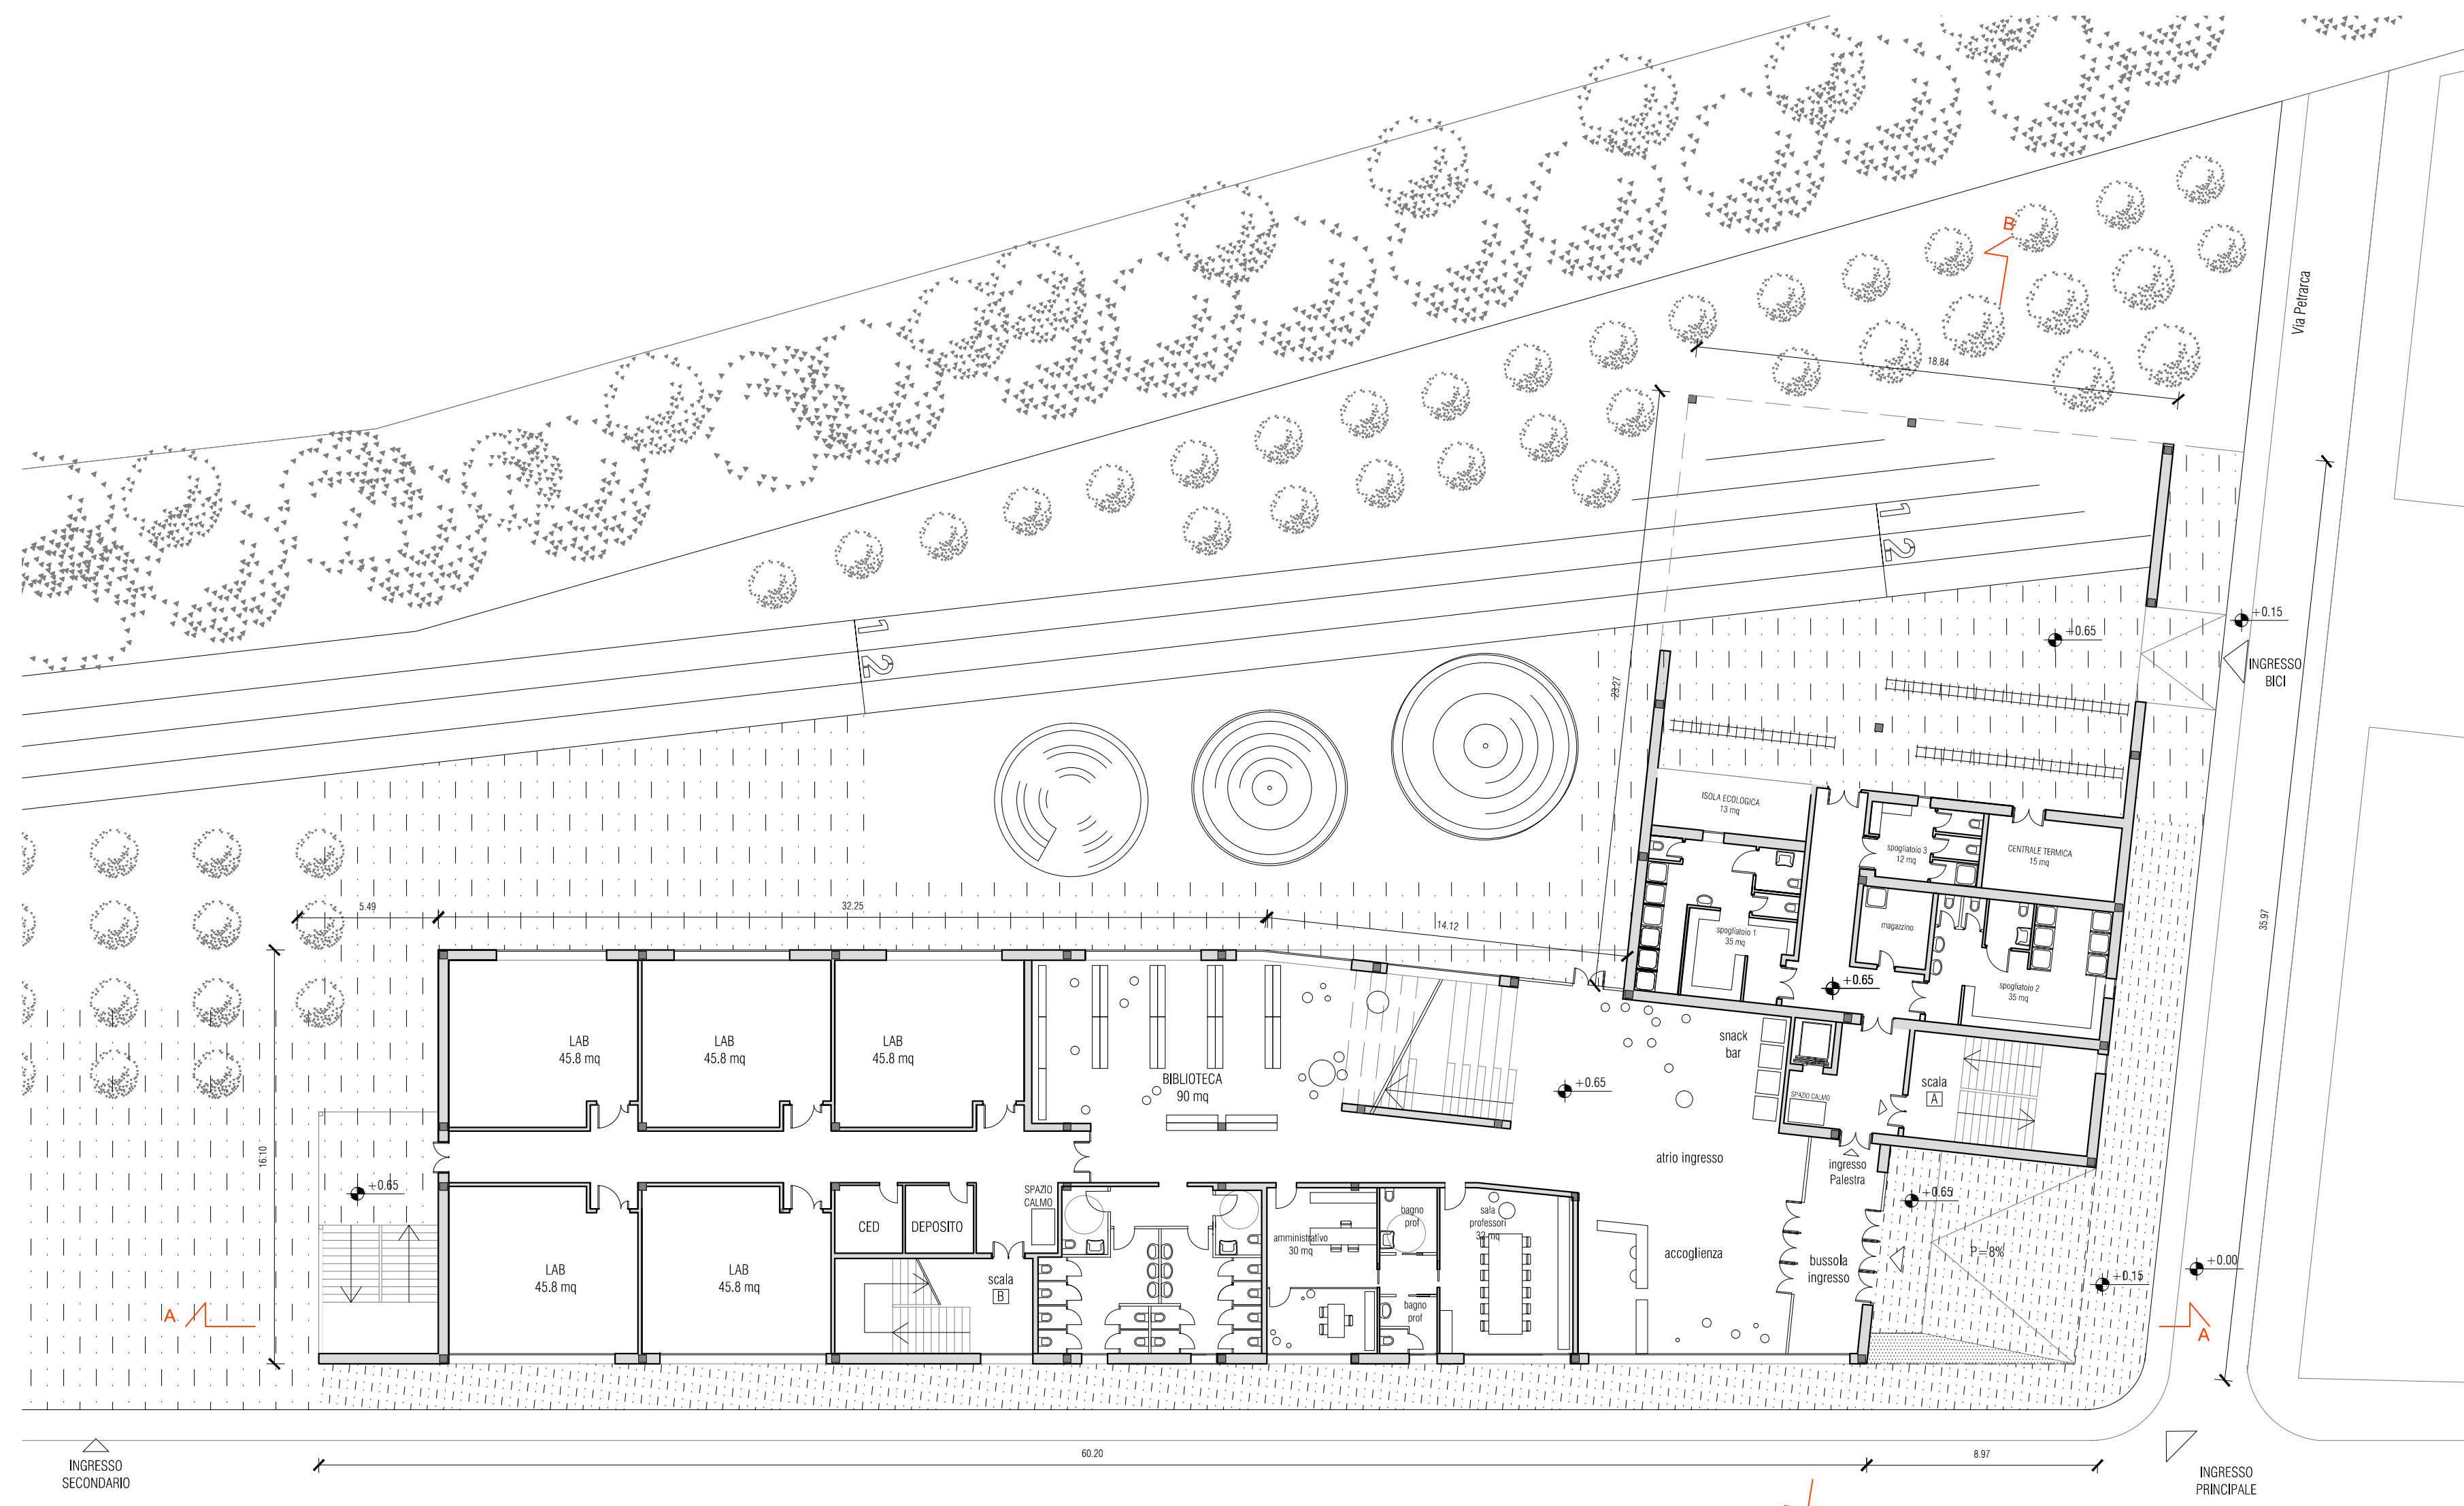 B
Via Petrarca
18.84
1
2
+0.15
+0.65
INGRESSO
BICI
1
2
23.27
ISOLA ECOLOGICA
13 mq
spogliatoio 3
12 mq
CENTRALE TERMICA
15 mq
35.97
5.49
32.25
14.12
spogliatoio 1
35 mq
magazzino
+0.65
spogliatoio 2
35 mq
LAB
45.8 mq
LAB
45.8 mq
LAB
45.8 mq
BIBLIOTECA
90 mq
snack
bar
+0.65
SPAZIO CALMO
scala
A
16.10
+0.65
atrio ingresso
ingresso
Palestra
+0.65
SPAZIO
CALMO
CED
DEPOSITO
bagno
prof
sala
professori
32 mq
amministrativo
30 mq
accoglienza
bussola
ingresso
P=8%
+0.00
+0.15
LAB
45.8 mq
LAB
45.8 mq
scala
B
bagno
prof
A
A
60.20
8.97
INGRESSO
SECONDARIO
INGRESSO
PRINCIPALE